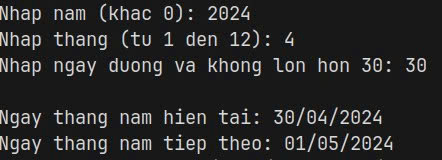 Nhap nam (khac 0): 2024
Nhap thang (tu 1 den 12): 4
Nhap ngay duong va khong lon hon 30: 30
Ngay thang nam hien tai: 30/04/2024
Ngay thang nam tiep theo: 01/05/2024